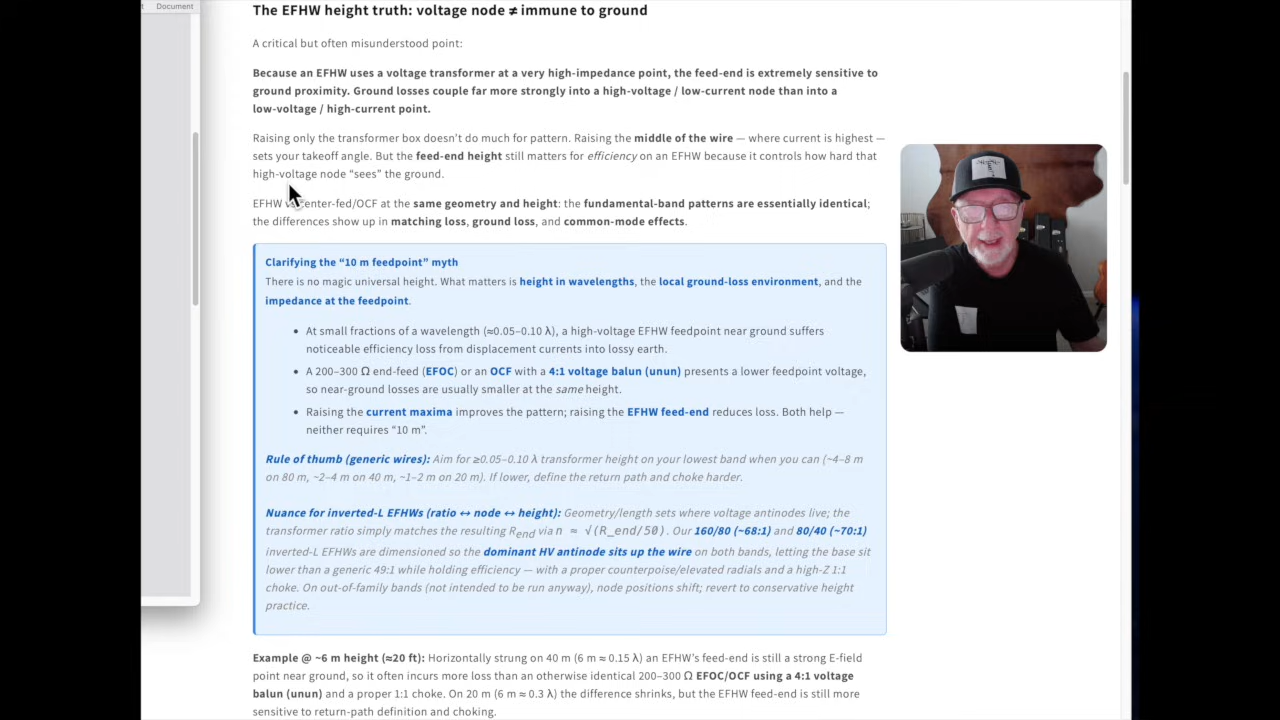 t
Document
The EFHW height truth: voltage node ≠ immune to ground
A critical but often misunderstood point:
Because an EFHW uses a voltage transformer at a very high-impedance point, the feed-end is extremely sensitive to
ground proximity. Ground losses couple far more strongly into a high-voltage / low-current node than into a
low-voltage / high-current point.
Raising only the transformer box doesn't do much for pattern. Raising the middle of the wire — where current is highest —
sets your takeoff angle. But the feed-end height still matters for efficiency on an EFHW because it controls how hard that
high-voltage node “sees” the ground.
EFHW enter-fed/OCF at the same geometry and height: the fundamental-band patterns are essentially identical;
the differences show up in matching loss, ground loss, and common-mode effects.
Clarifying the “10 m feedpoint” myth
There is no magic universal height. What matters is height in wavelengths, the local ground-loss environment, and the
impedance at the feedpoint.
• At small fractions of a wavelength (≈0.05–0.10 λ), a high-voltage EFHW feedpoint near ground suffers
noticeable efficiency loss from displacement currents into lossy earth.
• A 200–300 Ω end-feed (EFOC) or an OCF with a 4:1 voltage balun (unun) presents a lower feedpoint voltage,
so near-ground losses are usually smaller at the same height.
• Raising the current maxima improves the pattern; raising the EFHW feed-end reduces loss. Both help —
neither requires “10 m”.
Rule of thumb (generic wires): Aim for ≥0.05–0.10 λ transformer height on your lowest band when you can (~4–8 m
on 80 m, ~2–4 m on 40 m, ~1–2 m on 20 m). If lower, define the return path and choke harder.
Nuance for inverted-L EFHWs (ratio ↔ node ↔ height): Geometry/length sets where voltage antinodes live; the
transformer ratio simply matches the resulting Rend via n ≈ √(R_end/50). Our 160/80 (~68:1) and 80/40 (~70:1)
inverted-L EFHWs are dimensioned so the dominant HV antinode sits up the wire on both bands, letting the base sit
lower than a generic 49:1 while holding efficiency — with a proper counterpoise/elevated radials and a high-Z 1:1
choke. On out-of-family bands (not intended to be run anyway), node positions shift; revert to conservative height
practice.
Example @ ~6 m height (≈20 ft): Horizontally strung on 40 m (6 m ≈ 0.15 λ) an EFHW's feed-end is still a strong E-field
point near ground, so it often incurs more loss than an otherwise identical 200–300 Ω EFOC/OCF using a 4:1 voltage
balun (unun) and a proper 1:1 choke. On 20 m (6 m ≈ 0.3 λ) the difference shrinks, but the EFHW feed-end is still more
sensitive to return-path definition and choking.